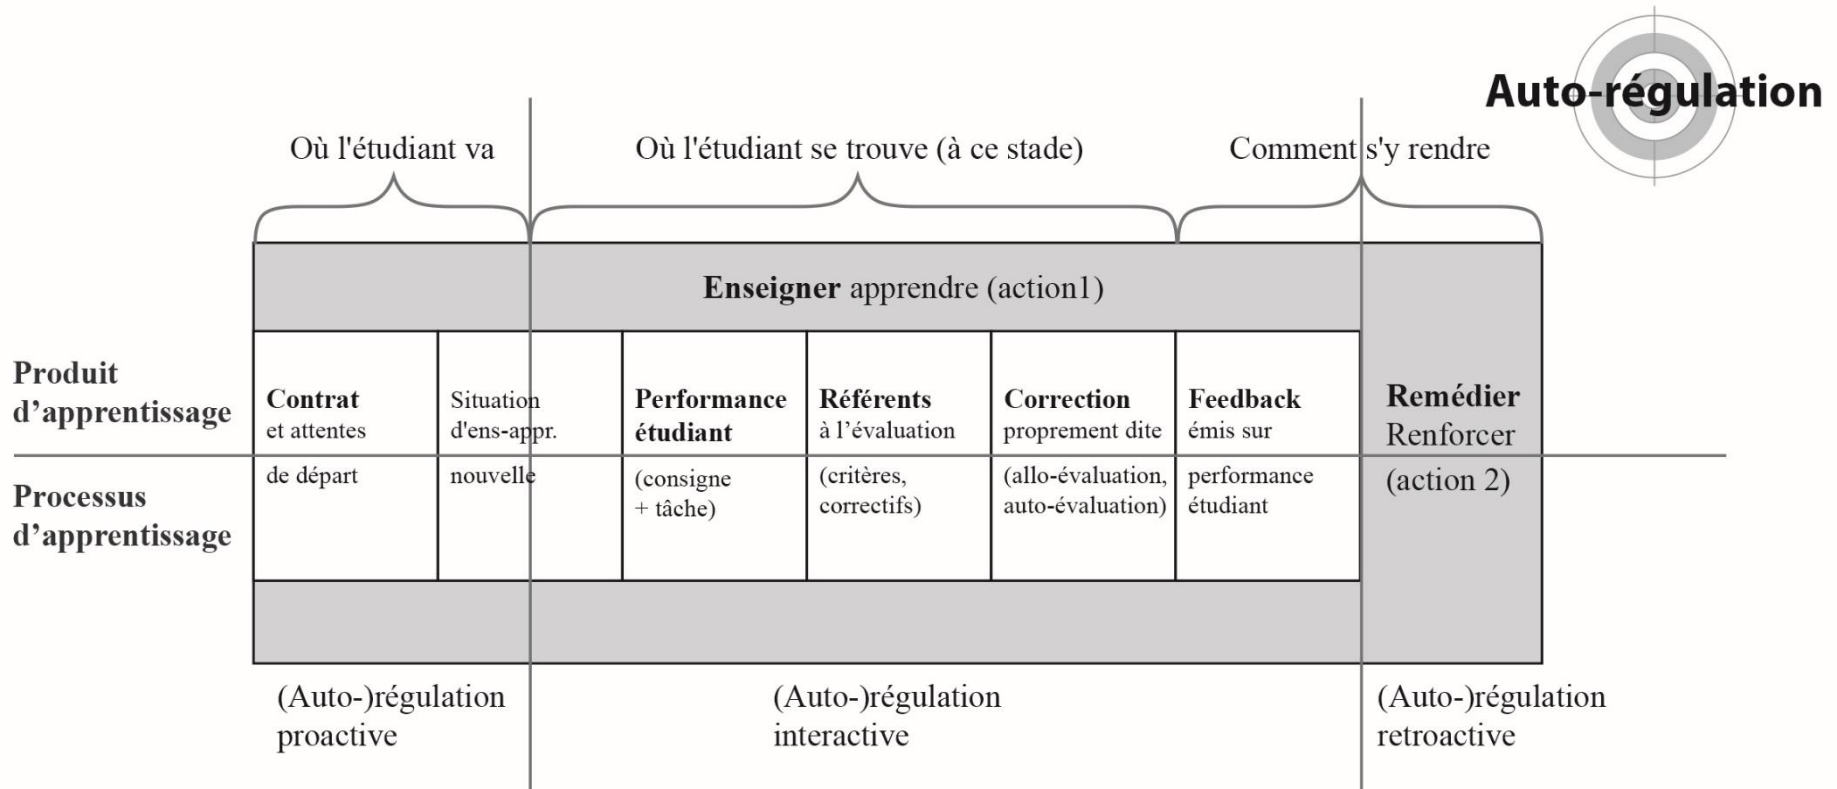 Auto-régulation
Où l'étudiant va
Où l'étudiant se trouve (à ce stade)
Comment s'y rendre
Enseigner apprendre (action1)
Produit
d’apprentissage
Processus
d’apprentissage
Contrat
et attentes
de départ
Situation
d'ens-appr.
nouvelle
Performance
étudiant
(consigne
+ tâche)
Référents
à l’évaluation
(critères,
correctifs)
Correction
proprement dite
(allo-évaluation,
auto-évaluation)
Feedback
émis sur
performance
étudiant
Remédier
Renforcer
(action 2)
(Auto-)régulation
proactive
(Auto-)régulation
interactive
(Auto-)régulation
retroactive